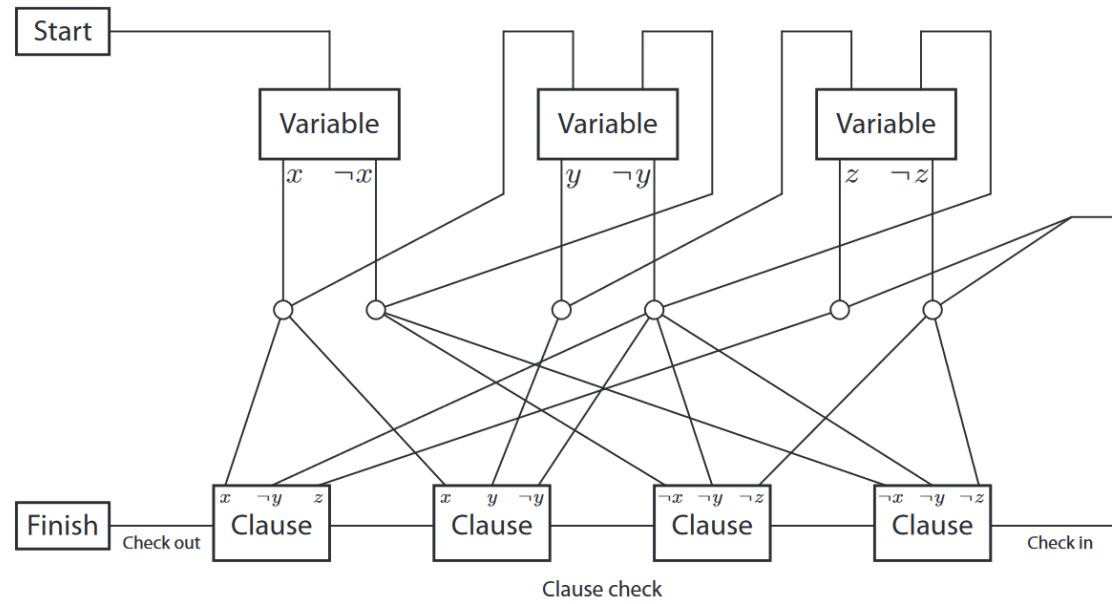 Start
Variable Variable Variable
x ¬x y ¬y z ¬z
x ¬y z x y ¬y ¬x ¬y ¬z ¬x ¬y ¬z
Finish Clause Clause Clause Clause
Check out Check in
Clause check